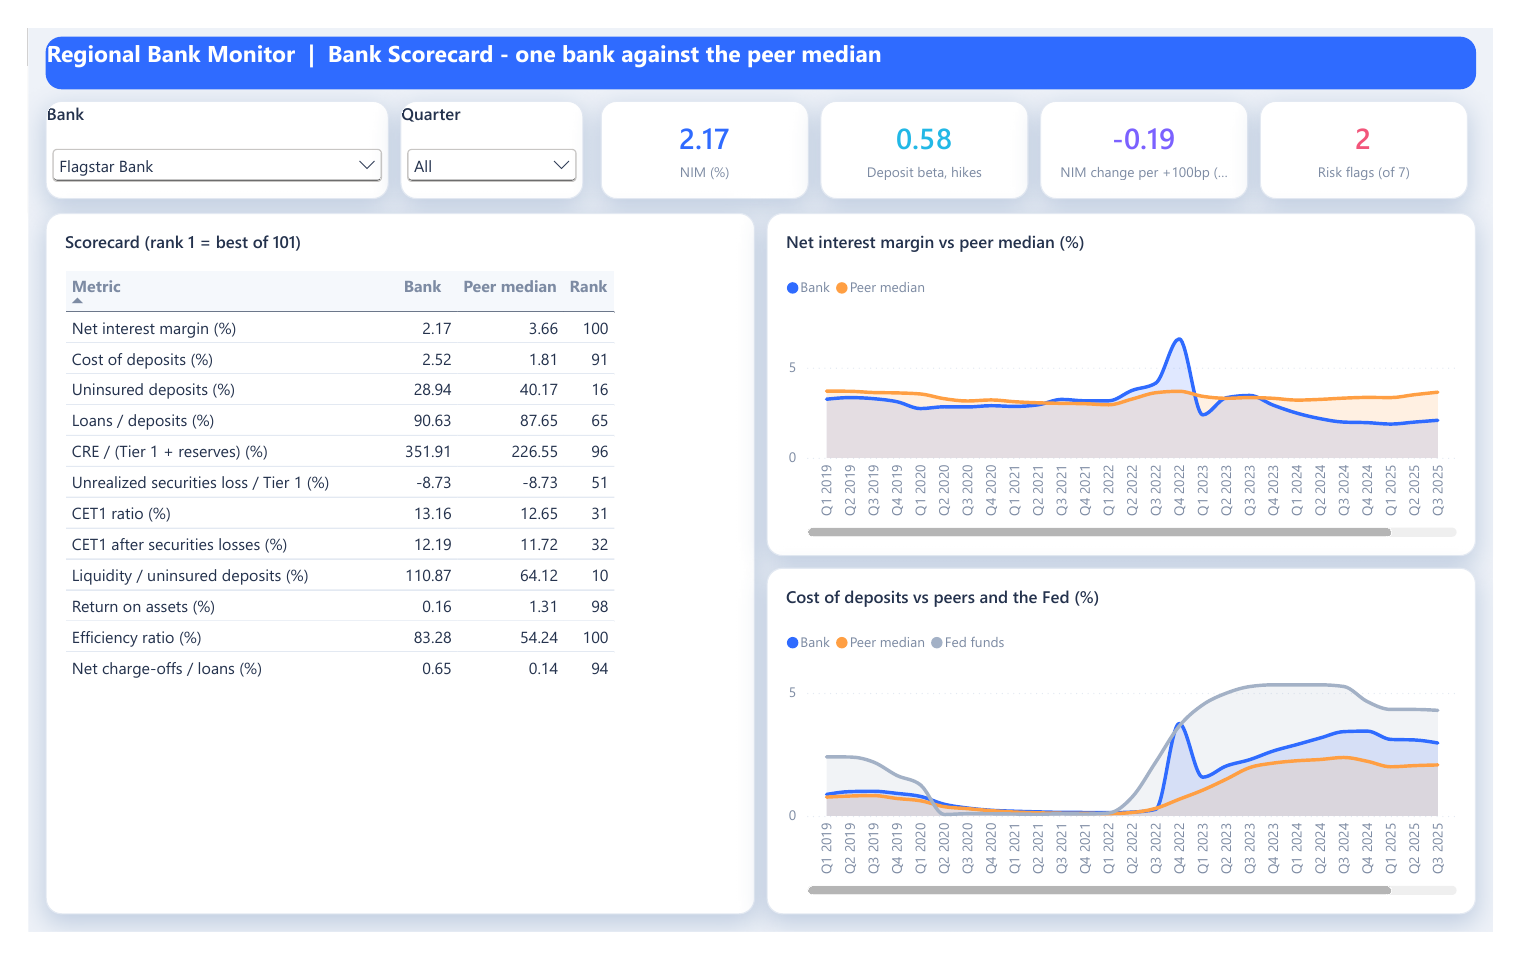 Regional Bank Monitor | Bank Scorecard - one bank against the peer median
Bank
Flagstar Bank
Quarter
All
2.17
NIM (%)
0.58
Deposit beta, hikes
-0.19
NIM change per +100bp (...
2
Risk flags (of 7)
Scorecard (rank 1 = best of 101)
Metric Bank Peer median Rank
Net interest margin (%) 2.17 3.66 100
Cost of deposits (%) 2.52 1.81 91
Uninsured deposits (%) 28.94 40.17 16
Loans / deposits (%) 90.63 87.65 65
CRE / (Tier 1 + reserves) (%) 351.91 226.55 96
Unrealized securities loss / Tier 1 (%) -8.73 -8.73 51
CET1 ratio (%) 13.16 12.65 31
CET1 after securities losses (%) 12.19 11.72 32
Liquidity / uninsured deposits (%) 110.87 64.12 10
Return on assets (%) 0.16 1.31 98
Efficiency ratio (%) 83.28 54.24 100
Net charge-offs / loans (%) 0.65 0.14 94
Net interest margin vs peer median (%)
Bank Peer median
5
0
Q1 2019 Q2 2019 Q3 2019 Q4 2019 Q1 2020 Q2 2020 Q3 2020 Q4 2020 Q1 2021 Q2 2021 Q3 2021 Q4 2021 Q1 2022 Q2 2022 Q3 2022 Q4 2022 Q1 2023 Q2 2023 Q3 2023 Q4 2023 Q1 2024 Q2 2024 Q3 2024 Q4 2024 Q1 2025 Q2 2025 Q3 2025
Cost of deposits vs peers and the Fed (%)
Bank Peer median Fed funds
5
0
Q1 2019 Q2 2019 Q3 2019 Q4 2019 Q1 2020 Q2 2020 Q3 2020 Q4 2020 Q1 2021 Q2 2021 Q3 2021 Q4 2021 Q1 2022 Q2 2022 Q3 2022 Q4 2022 Q1 2023 Q2 2023 Q3 2023 Q4 2023 Q1 2024 Q2 2024 Q3 2024 Q4 2024 Q1 2025 Q2 2025 Q3 2025